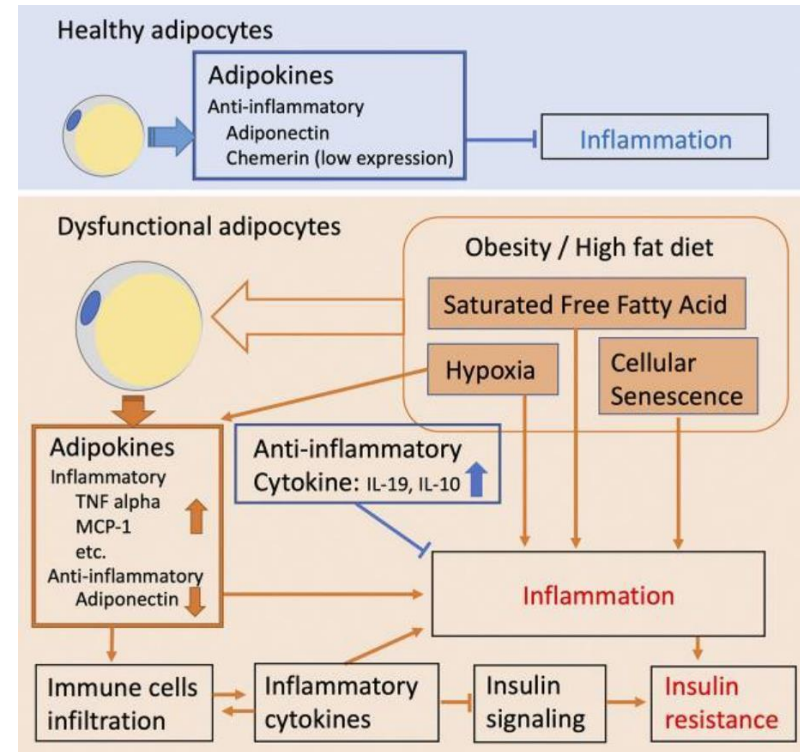 Healthy adipocytes
Adipokines
Anti-inflammatory
Adiponectin
Chemerin (low expression)
Inflammation
Dysfunctional adipocytes
Obesity / High fat diet
Saturated Free Fatty Acid
Hypoxia
Cellular
Senescence
Adipokines
Inflammatory
TNF alpha
MCP-1
etc.
Anti-inflammatory
Adiponectin
Anti-inflammatory
Cytokine: IL-19, IL-10
Inflammation
Immune cells
infiltration
Inflammatory
cytokines
Insulin
signaling
Insulin
resistance